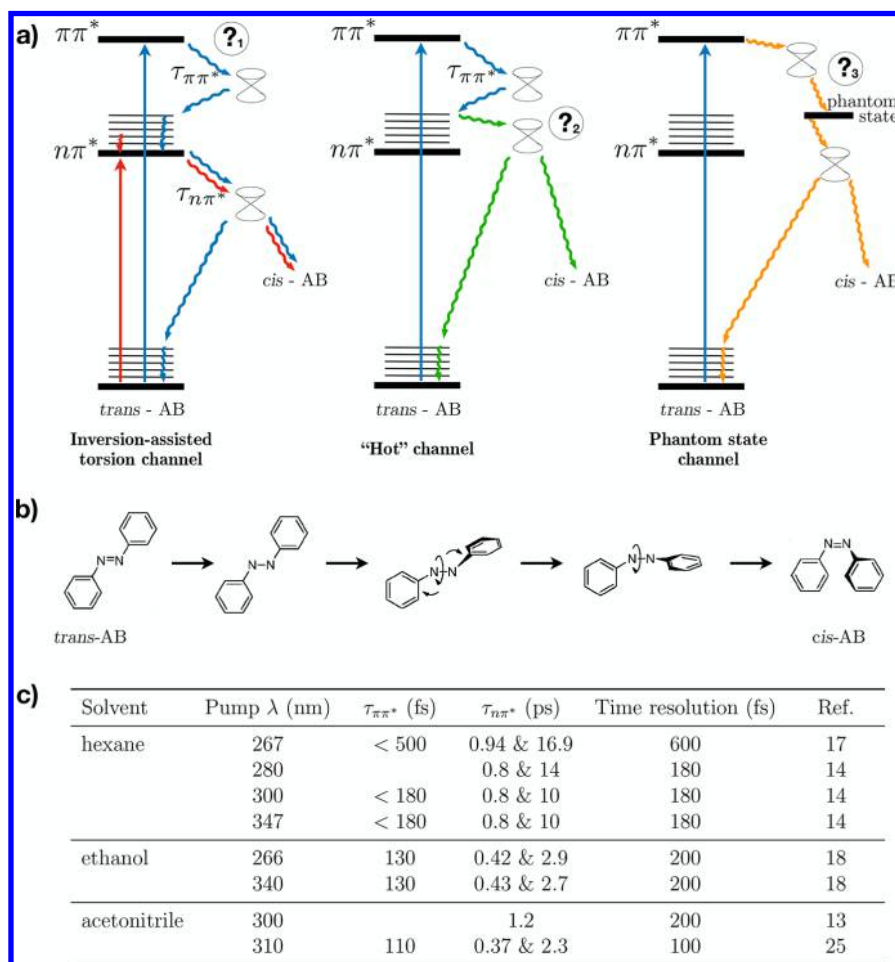 a)
ππ* ?₁ ππ* ππ* ?₃
τππ* τππ* phantom state
nπ* nπ* ?₂ nπ*
τnπ*
cis - AB cis - AB cis - AB
trans - AB trans - AB trans - AB
Inversion-assisted torsion channel
“Hot” channel
Phantom state channel
b)
N=N N–N N–N N–N N=N
trans-AB cis-AB
c)
Solvent Pump λ (nm) τππ* (fs) τnπ* (ps) Time resolution (fs) Ref.
hexane 267 < 500 0.94 & 16.9 600 17
280 0.8 & 14 180 14
300 < 180 0.8 & 10 180 14
347 < 180 0.8 & 10 180 14
ethanol 266 130 0.42 & 2.9 200 18
340 130 0.43 & 2.7 200 18
acetonitrile 300 1.2 200 13
310 110 0.37 & 2.3 100 25